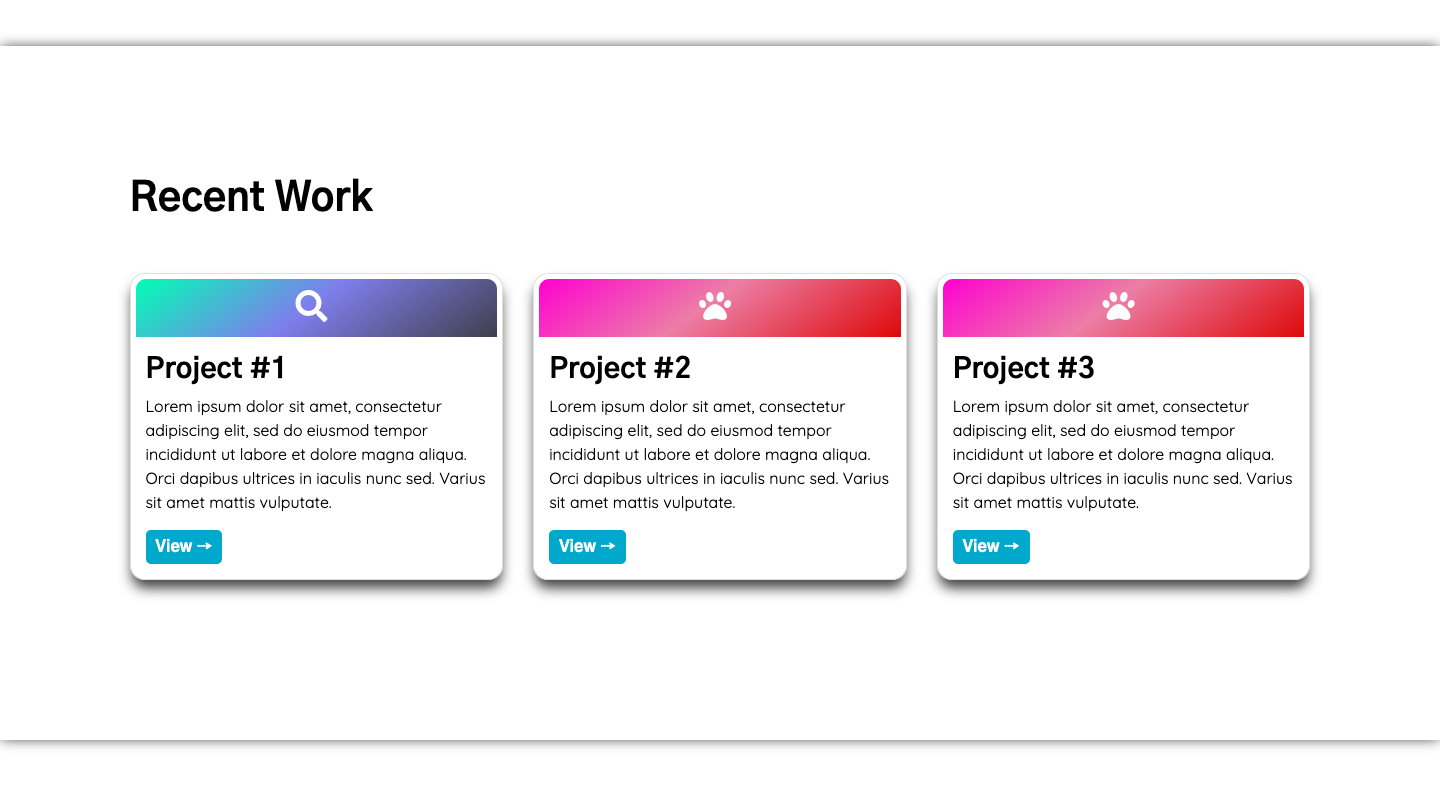 Recent Work
Project #1
Lorem ipsum dolor sit amet, consectetur
adipiscing elit, sed do eiusmod tempor
incididunt ut labore et dolore magna aliqua.
Orci dapibus ultrices in iaculis nunc sed. Varius
sit amet mattis vulputate.
View →
Project #2
Lorem ipsum dolor sit amet, consectetur
adipiscing elit, sed do eiusmod tempor
incididunt ut labore et dolore magna aliqua.
Orci dapibus ultrices in iaculis nunc sed. Varius
sit amet mattis vulputate.
View →
Project #3
Lorem ipsum dolor sit amet, consectetur
adipiscing elit, sed do eiusmod tempor
incididunt ut labore et dolore magna aliqua.
Orci dapibus ultrices in iaculis nunc sed. Varius
sit amet mattis vulputate.
View →